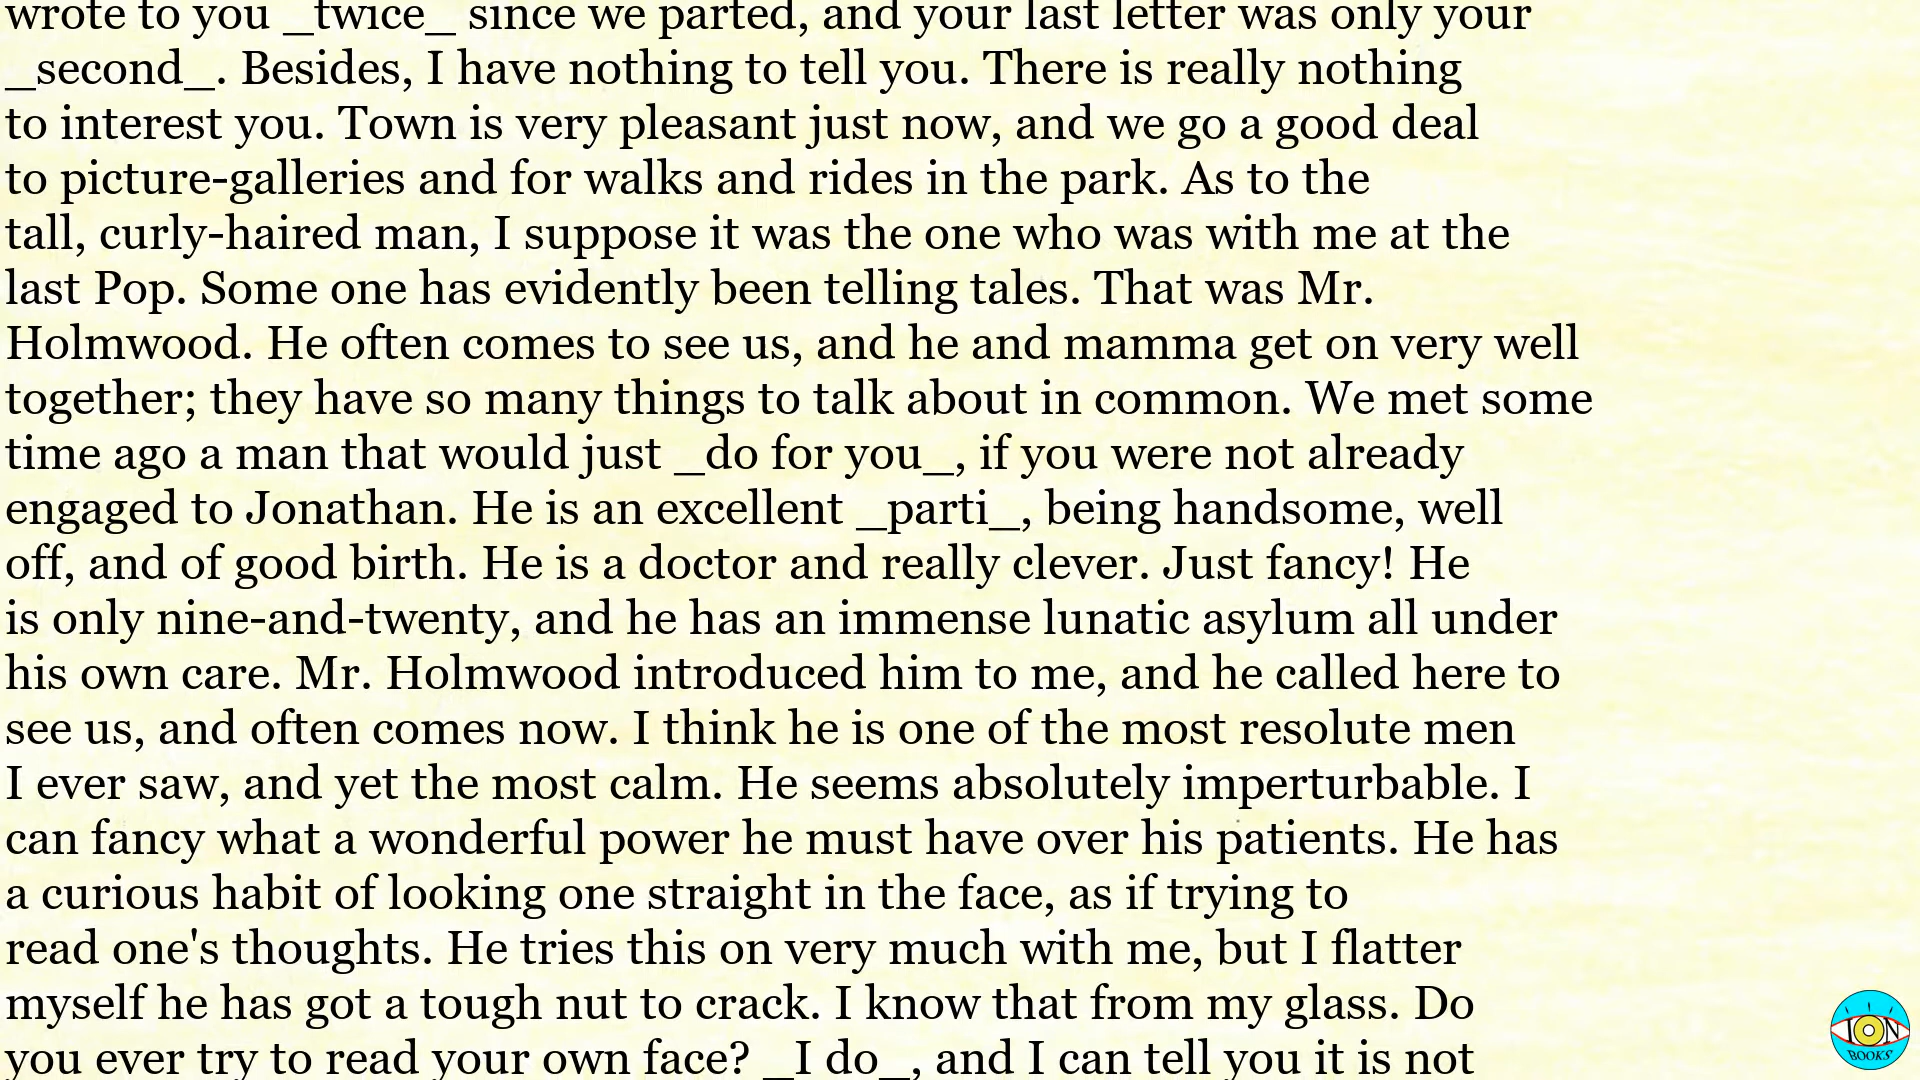 wrote to you _twice_ since we parted, and your last letter was only your
_second_. Besides, I have nothing to tell you. There is really nothing
to interest you. Town is very pleasant just now, and we go a good deal
to picture-galleries and for walks and rides in the park. As to the
tall, curly-haired man, I suppose it was the one who was with me at the
last Pop. Some one has evidently been telling tales. That was Mr.
Holmwood. He often comes to see us, and he and mamma get on very well
together; they have so many things to talk about in common. We met some
time ago a man that would just _do for you_, if you were not already
engaged to Jonathan. He is an excellent _parti_, being handsome, well
off, and of good birth. He is a doctor and really clever. Just fancy! He
is only nine-and-twenty, and he has an immense lunatic asylum all under
his own care. Mr. Holmwood introduced him to me, and he called here to
see us, and often comes now. I think he is one of the most resolute men
I ever saw, and yet the most calm. He seems absolutely imperturbable. I
can fancy what a wonderful power he must have over his patients. He has
a curious habit of looking one straight in the face, as if trying to
read one's thoughts. He tries this on very much with me, but I flatter
myself he has got a tough nut to crack. I know that from my glass. Do
you ever try to read your own face? _I do_, and I can tell you it is not
ION
BOOKS